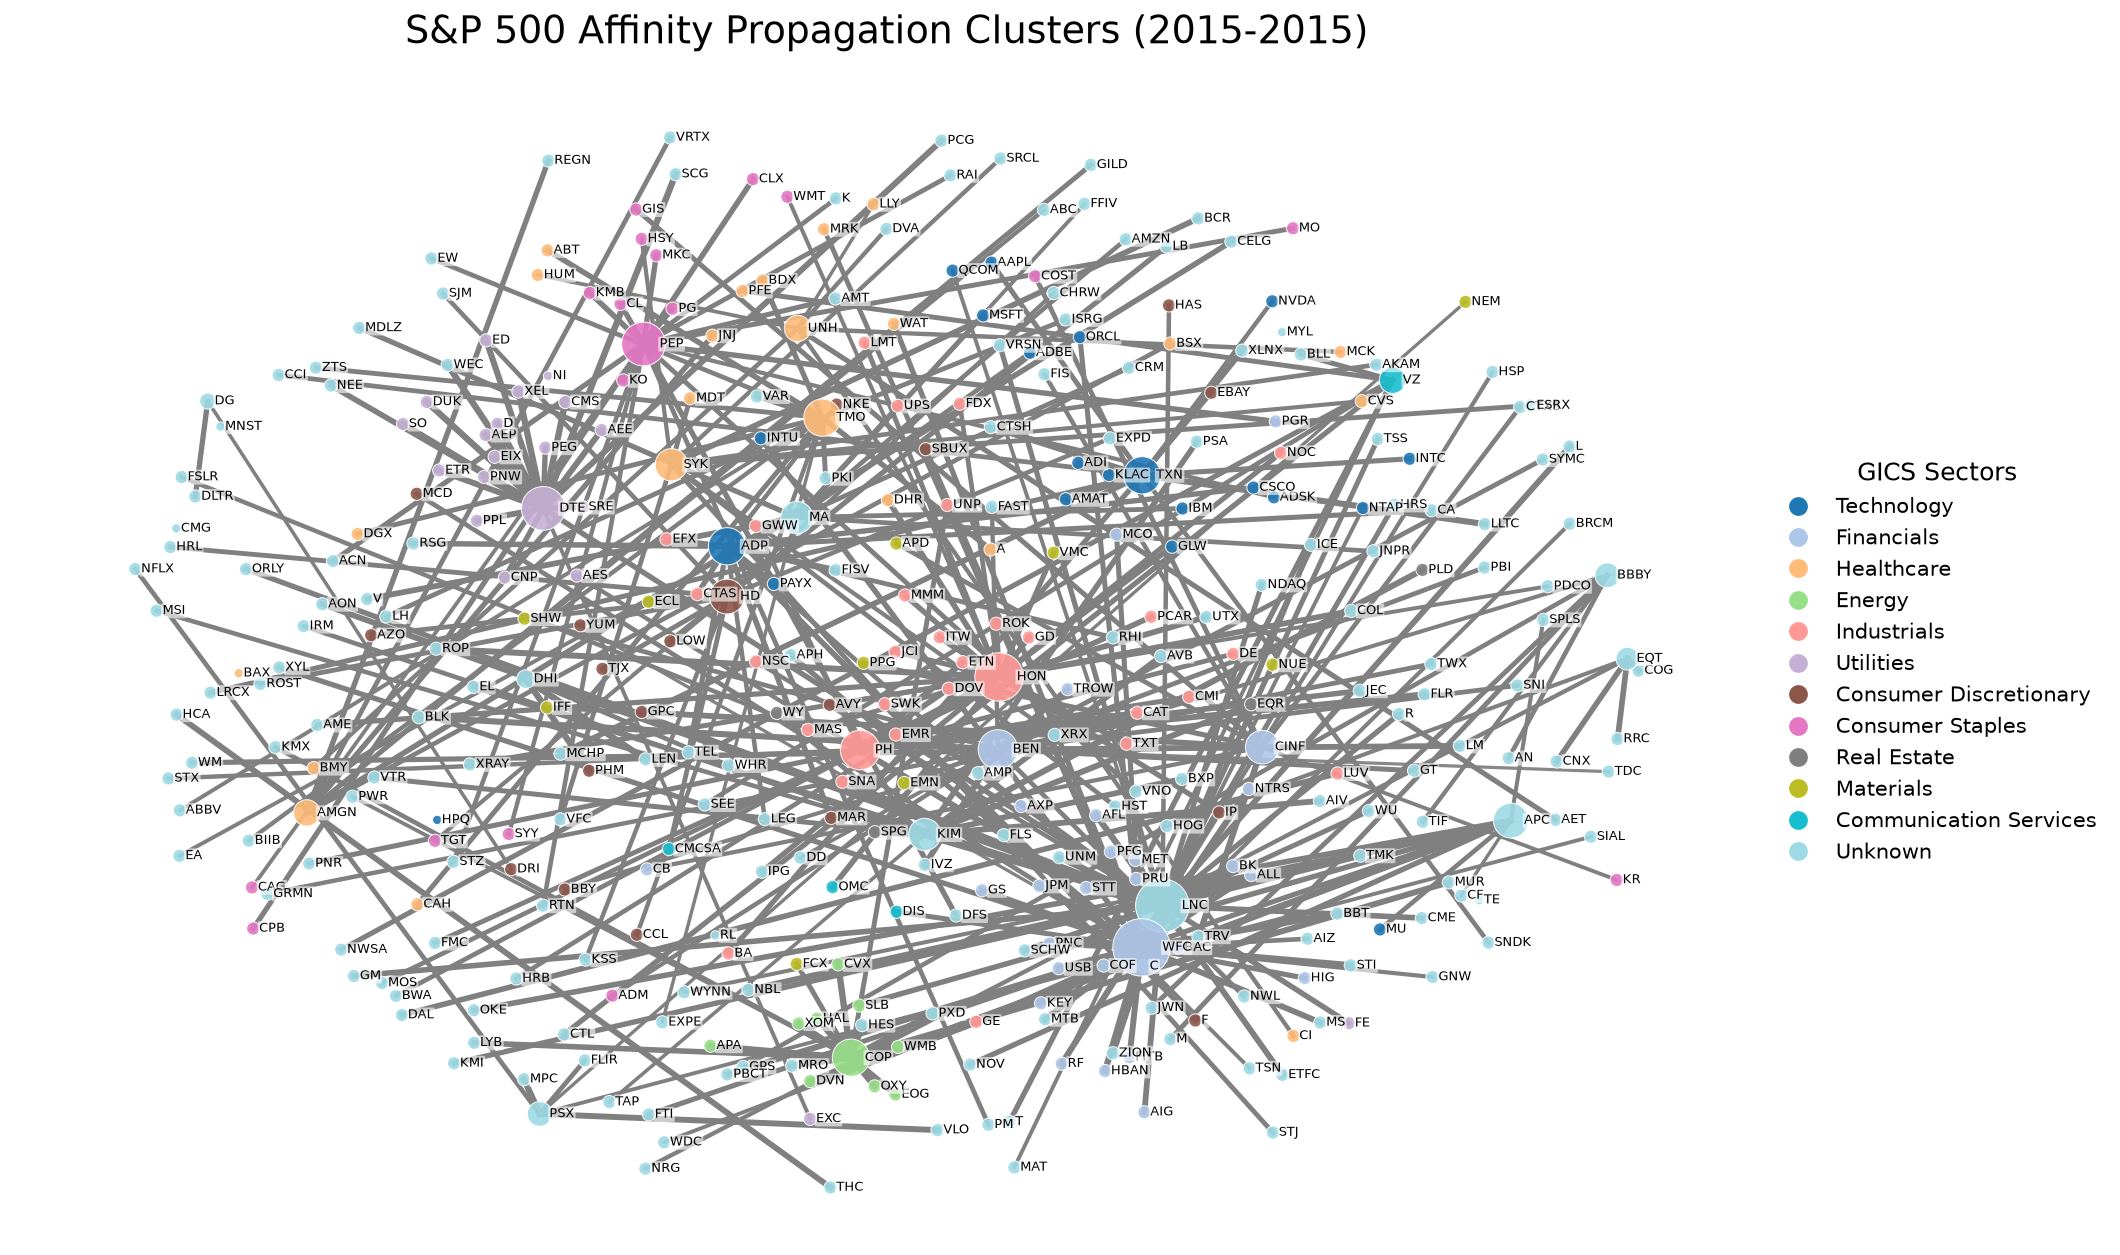 S&P 500 Affinity Propagation Clusters (2015-2015)
VRTX
PCG
REGN
SRCL
GILD
SCG
RAI
CLX
WMT
K
LLY
FFIV
GIS
ABC
BCR
MRK
DVA
MO
HSY
AMZN
LB
CELG
ABT
MKC
EW
AAPL
QCOM
HUM
COST
BDX
PFE
SJM
KMB
CHRW
AMT
CL
NVDA
NEM
HAS
PG
MSFT
ISRG
WAT
MDLZ
UNH
MYL
JNJ
ORCL
ED
PEP
LMT
VRSN
BSX
XLNX
ADBE
BLL
MCK
WEC
AKAM
ZTS
CRM
CCI
NI
FIS
HSP
NEE
KO
VZ
XEL
EBAY
MDT
VAR
DG
DUK
CMS
NKE
UPS
FDX
CVS
ESRX
TMO
PGR
MNST
SO
D
AEE
CTSH
AEP
INTU
EXPD
PSA
TSS
PEG
SBUX
L
EIX
SYK
ADI
NOC
INTC
SYMC
ETR
FSLR
PNW
PKI
KLAC
TXN
MCD
CSCO
DLTR
DHR
AMAT
ADSK
DTE
SRE
UNP
FAST
IBM
NTAP
HRS
CA
PPL
MA
CMG
GWW
LLTC
BRCM
DGX
MCO
EFX
RSG
ADP
APD
ICE
HRL
A
VMC
GLW
JNPR
ACN
NFLX
ORLY
FISV
PLD
PBI
CNP
AES
BBBY
PAYX
NDAQ
PDCO
CTAS
HD
MMM
V
ECL
AON
MSI
COL
LH
SHW
PCAR
UTX
SPLS
IRM
YUM
ROK
AZO
ITW
GD
RHI
LOW
ROP
JCI
DE
APH
AVB
EQT
NSC
PPG
ETN
XYL
TJX
NUE
TWX
BAX
COG
HON
DHI
ROST
EL
DOV
TROW
SNI
LRCX
JEC
FLR
CMI
EQR
IFF
GPC
WY
AVY
SWK
CAT
R
HCA
BLK
AME
MAS
EMR
XRX
RRC
KMX
MCHP
TEL
PH
BEN
TXT
CINF
LM
WM
XRAY
LEN
WHR
AN
CNX
BMY
PHM
AMP
STX
VTR
SNA
EMN
BXP
LUV
GT
TDC
VNO
NTRS
PWR
AIV
ABBV
SEE
AXP
HST
AMGN
HPQ
VFC
LEG
MAR
AFL
IP
WU
TIF
APC
AET
SYY
SPG
KIM
FLS
HOG
BIIB
TGT
SIAL
CMCSA
EA
DD
UNM
PFG
TMK
PNR
STZ
MET
DRI
CB
IPG
IVZ
BK
ALL
PRU
KR
CAG
GRMN
BBY
OMC
GS
JPM
STT
MUR
CF
TE
CAH
RTN
LNC
DIS
DFS
BBT
CME
CPB
CCL
RL
MU
FMC
TRV
AIZ
SNDK
NWSA
BA
SCHW
PNC
WFC
KSS
FCX
CVX
COF
C
USB
STI
GM
HRB
HIG
GNW
MOS
BWA
ADM
WYNN
NBL
NWL
KEY
SLB
JWN
OKE
DAL
PXD
EXPE
XOM
HES
GE
MTB
F
MS
FE
CTL
CI
M
LYB
APA
WMB
ZION
KMI
FLIR
COP
GPS
MRO
NOV
RF
HBAN
TSN
ETFC
PBCT
MPC
DVN
OXY
EOG
TAP
PSX
FTI
EXC
AIG
VLO
PM
T
STJ
WDC
NRG
MAT
THC
GICS Sectors
Technology
Financials
Healthcare
Energy
Industrials
Utilities
Consumer Discretionary
Consumer Staples
Real Estate
Materials
Communication Services
Unknown